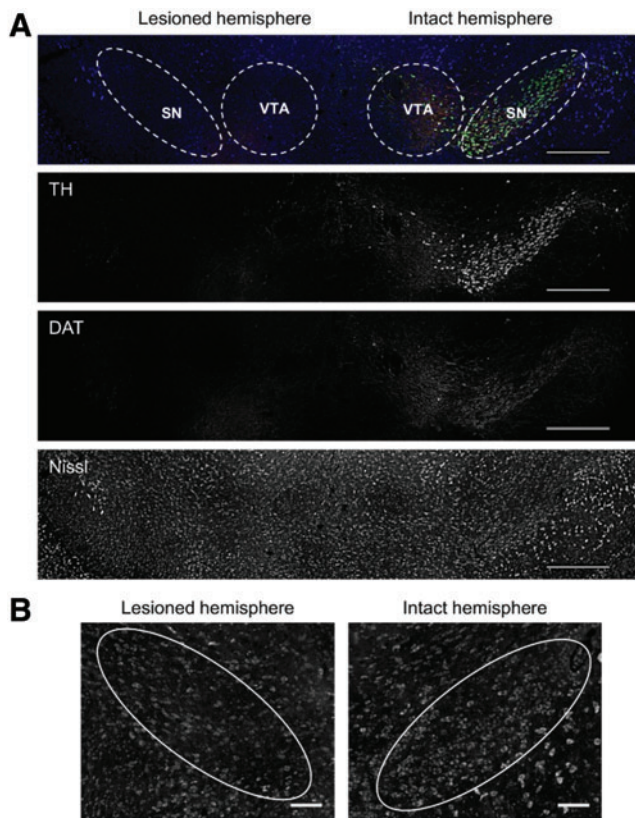 A
Lesioned hemisphere Intact hemisphere
SN VTA VTA SN
TH
DAT
Nissl
B
Lesioned hemisphere Intact hemisphere